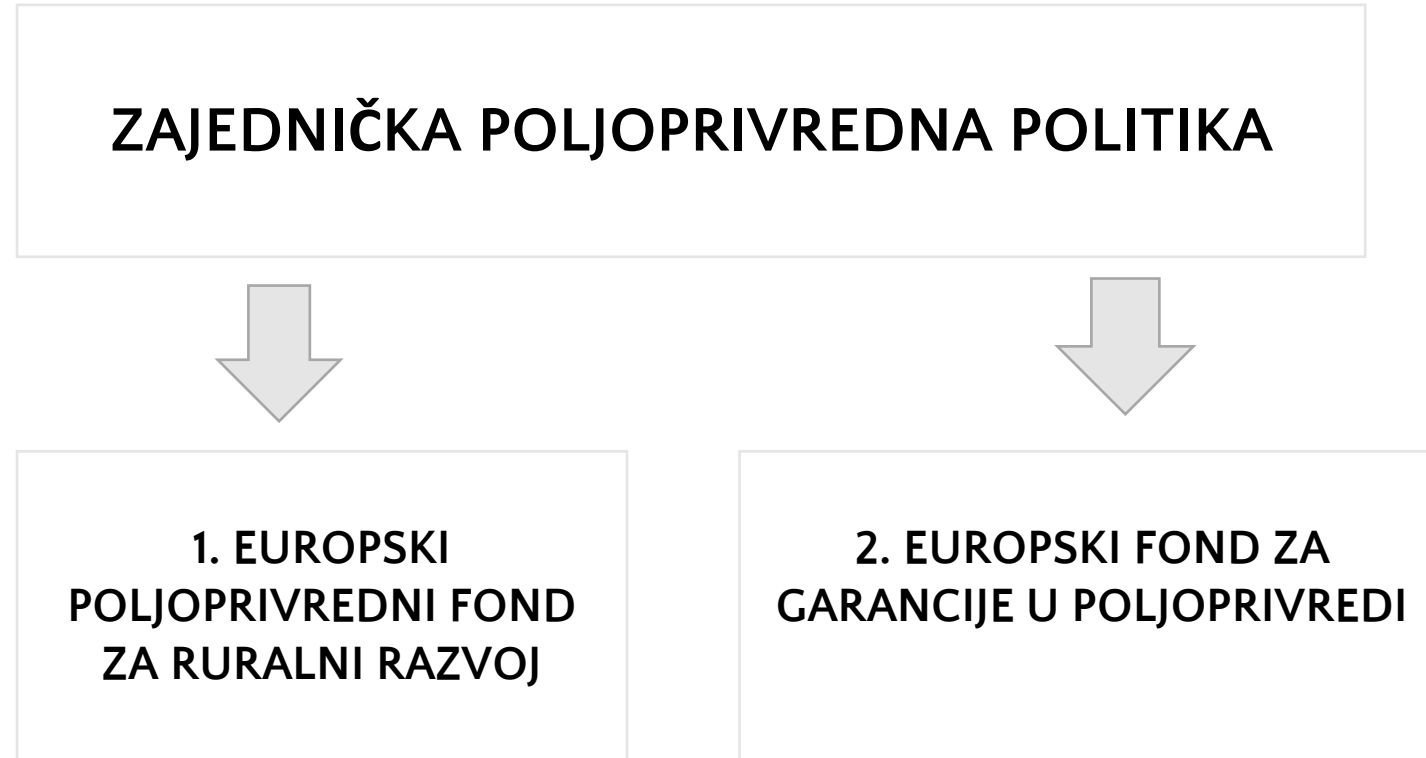 ZAJEDNIČKA POLJOPRIVREDNA POLITIKA
1. EUROPSKI
POLJOPRIVREDNI FOND
ZA RURALNI RAZVOJ
2. EUROPSKI FOND ZA
GARANCIJE U POLJOPRIVREDI